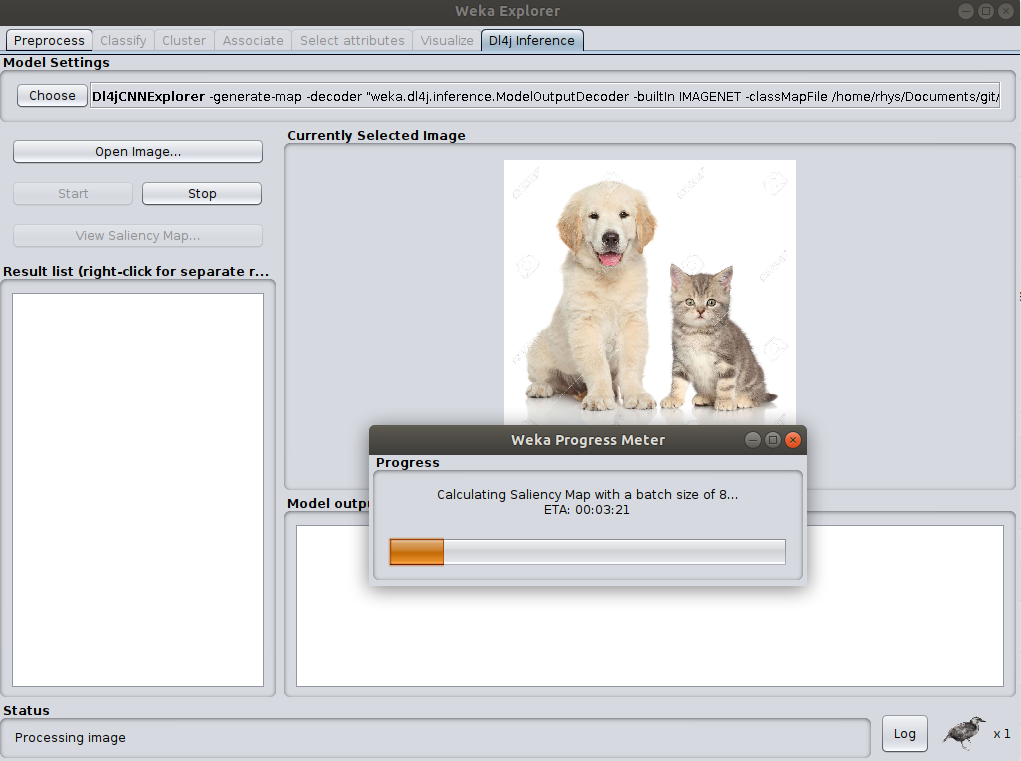 Weka Explorer
Preprocess Classify Cluster Associate Select attributes Visualize Dl4j Inference
Model Settings
Choose Dl4jCNNExplorer -generate-map -decoder "weka.dl4j.inference.ModelOutputDecoder -builtIn IMAGENET -classMapFile /home/rhys/Documents/git/
Currently Selected Image
Open Image...
Start Stop
View Saliency Map...
Result list (right-click for separate r...
Weka Progress Meter
Progress
Calculating Saliency Map with a batch size of 8...
ETA: 00:03:21
Model outp
Status
Processing image
Log x 1